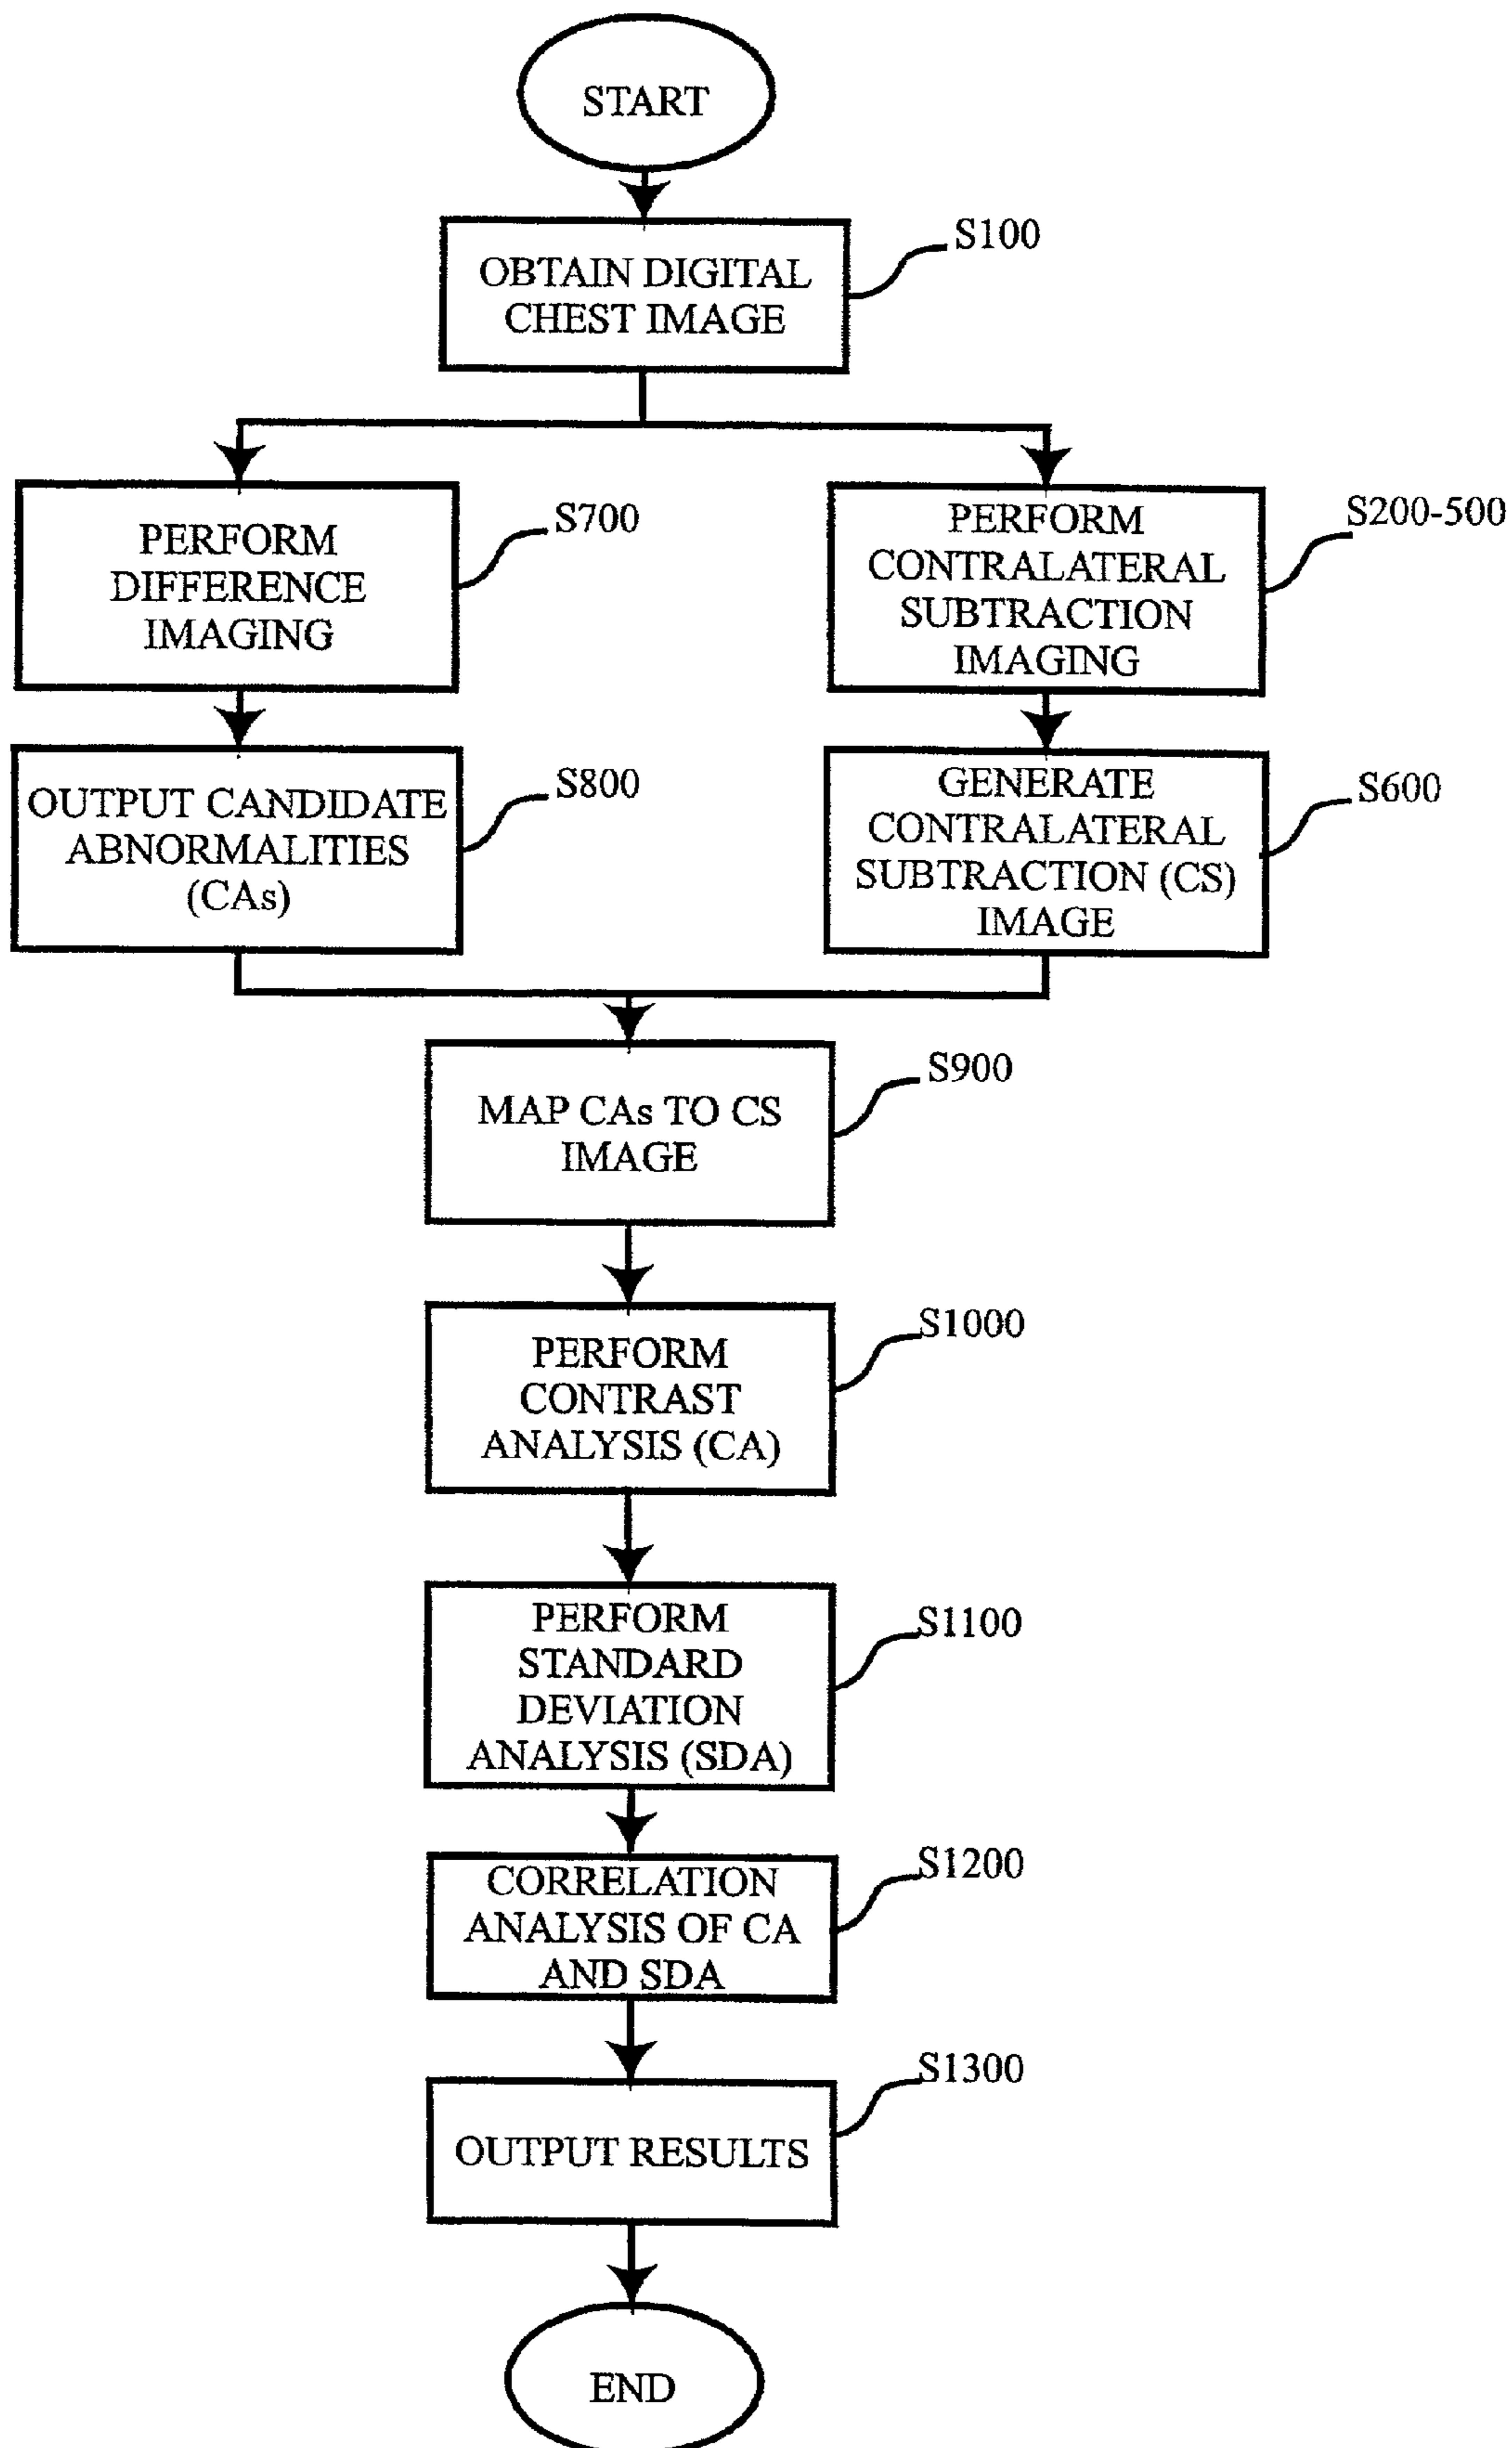 START
OBTAIN DIGITAL
CHEST IMAGE
S100
PERFORM
DIFFERENCE
IMAGING
S700
PERFORM
CONTRALATERAL
SUBTRACTION
IMAGING
S200-500
OUTPUT CANDIDATE
ABNORMALITIES
(CAs)
S800
GENERATE
CONTRALATERAL
SUBTRACTION (CS)
IMAGE
S600
MAP CAs TO CS
IMAGE
S900
PERFORM
CONTRAST
ANALYSIS (CA)
S1000
PERFORM
STANDARD
DEVIATION
ANALYSIS (SDA)
S1100
CORRELATION
ANALYSIS OF CA
AND SDA
S1200
OUTPUT RESULTS
S1300
END